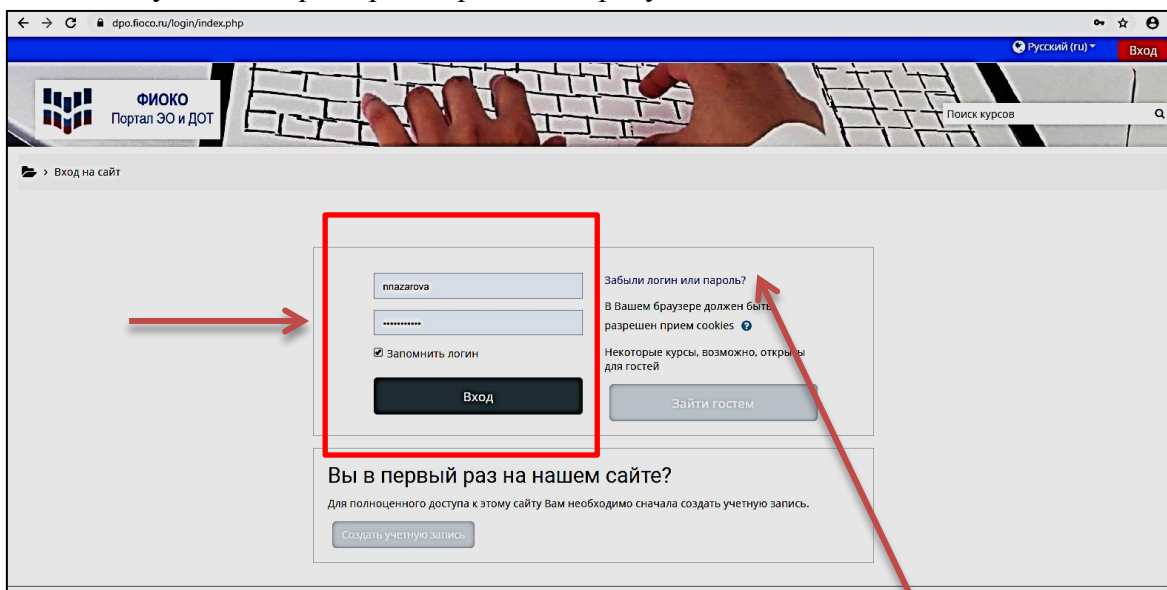 dpo.fioco.ru/login/index.php
Русский (ru)
Вход
ФИОКО
Портал ЭО и ДОТ
Поиск курсов
> Вход на сайт
nnazarova
•••••••••••
Запомнить логин
Вход
Забыли логин или пароль?
В Вашем браузере должен быть
разрешен прием cookies
Некоторые курсы, возможно, открыты
для гостей
Зайти гостем
Вы в первый раз на нашем сайте?
Для полноценного доступа к этому сайту Вам необходимо сначала создать учетную запись.
Создать учетную запись